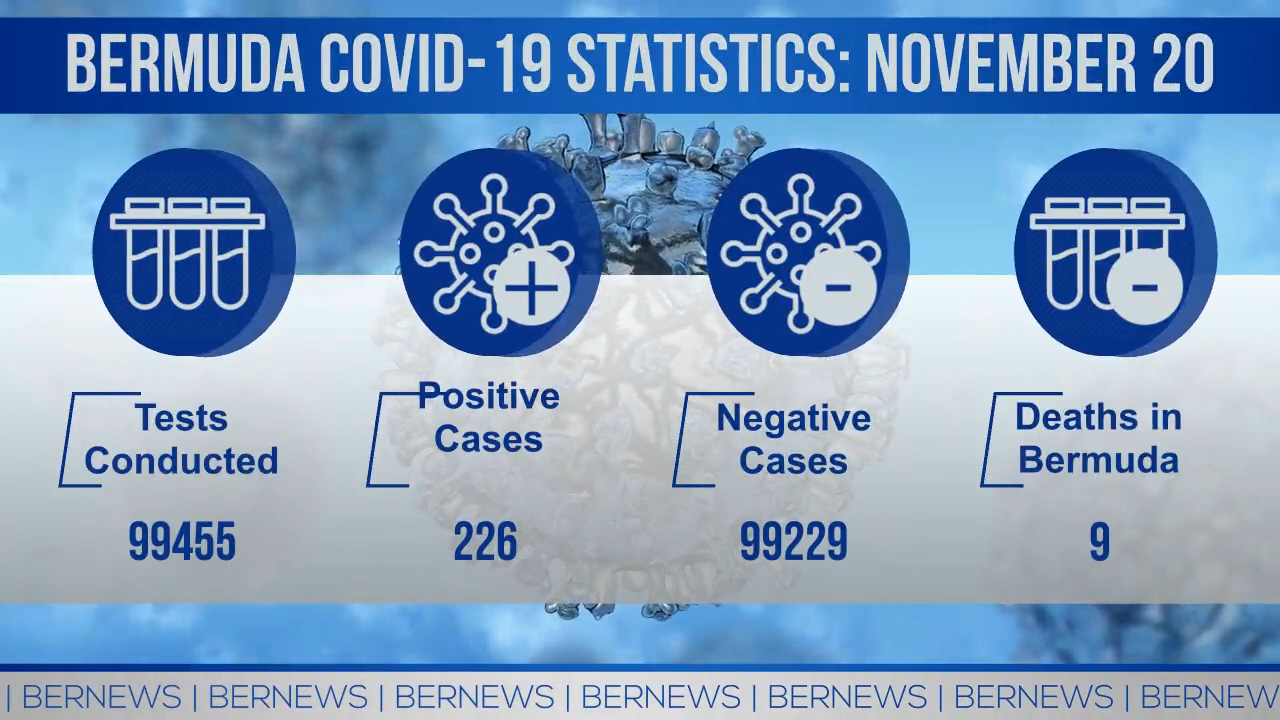 BERMUDA COVID-19 STATISTICS: NOVEMBER 20
Tests
Conducted
99455
Positive
Cases
226
Negative
Cases
99229
Deaths in
Bermuda
9
| BERNEWS | BERNEWS | BERNEWS | BERNEWS | BERNEWS | BERNEWS | BERNEW